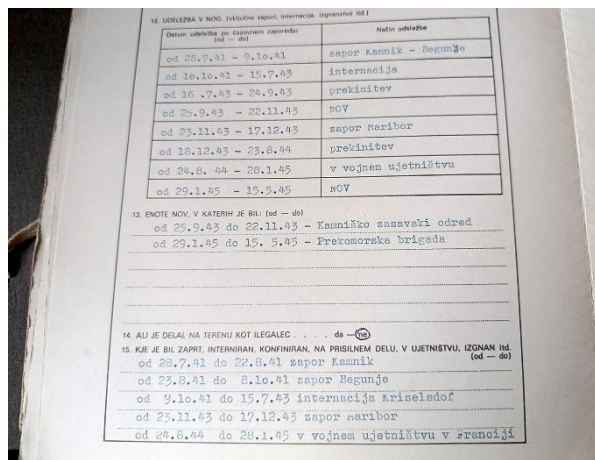 12. UDELEŽBA V NOG. (vključno zapori, internacija, izgnanstvo itd.)
Datum udeležbe po časovnem zaporedju Način udeležbe
(od — do)
od 28.7.41 - 9.10.41 zapor Kamnik - Begunje
od 10.10.41 - 15.7.43 internacija
od 16.7.43 - 24.9.43 prekinitev
od 25.9.43 - 22.11.43 NOV
od 23.11.43 - 17.12.43 zapor Maribor
od 18.12.43 - 23.8.44 prekinitev
od 24.8. 44 - 28.1.45 v vojnem ujetništvu
od 29.1.45 - 15.5.45 NOV
13. ENOTE NOV, V KATERIH JE BIL: (od — do)
od 25.9.43 do 22.11.43 - Kamniško zasavski odred
od 29.1.45 do 15. 5.45 - Prekomorska brigada
14. ALI JE DELAL NA TERENU KOT ILEGALEC . . . . da — ne
15. KJE JE BIL ZAPRT, INTERNIRAN, KONFINIRAN, NA PRISILNEM DELU, V UJETNIŠTVU, IZGNAN itd.
(od — do)
od 28.7.41 do 22.8.41 zapor Kamnik
od 23.8.41 do 8.10.41 zapor Begunje
od 9.10.41 do 15.7.43 internacija Kriselsdof
od 23.11.43 do 17.12.43 zapor Maribor
od 24.8.44 do 28.1.45 v vojnem ujetništvu v Franciji